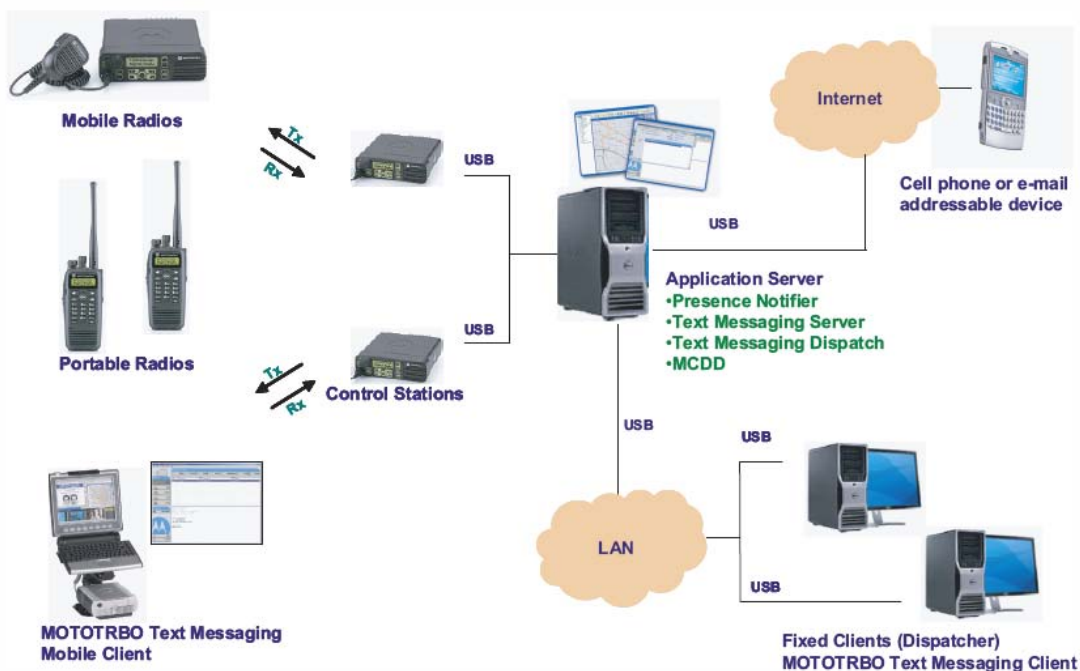 Mobile Radios
Portable Radios
MOTOTRBO Text Messaging
Mobile Client
Tx
Rx
USB
USB
Tx
Rx
Control Stations
Internet
Cell phone or e-mail
addressable device
USB
Application Server
•Presence Notifier
•Text Messaging Server
•Text Messaging Dispatch
•MCDD
USB
LAN
USB
USB
Fixed Clients (Dispatcher)
MOTOTRBO Text Messaging Client